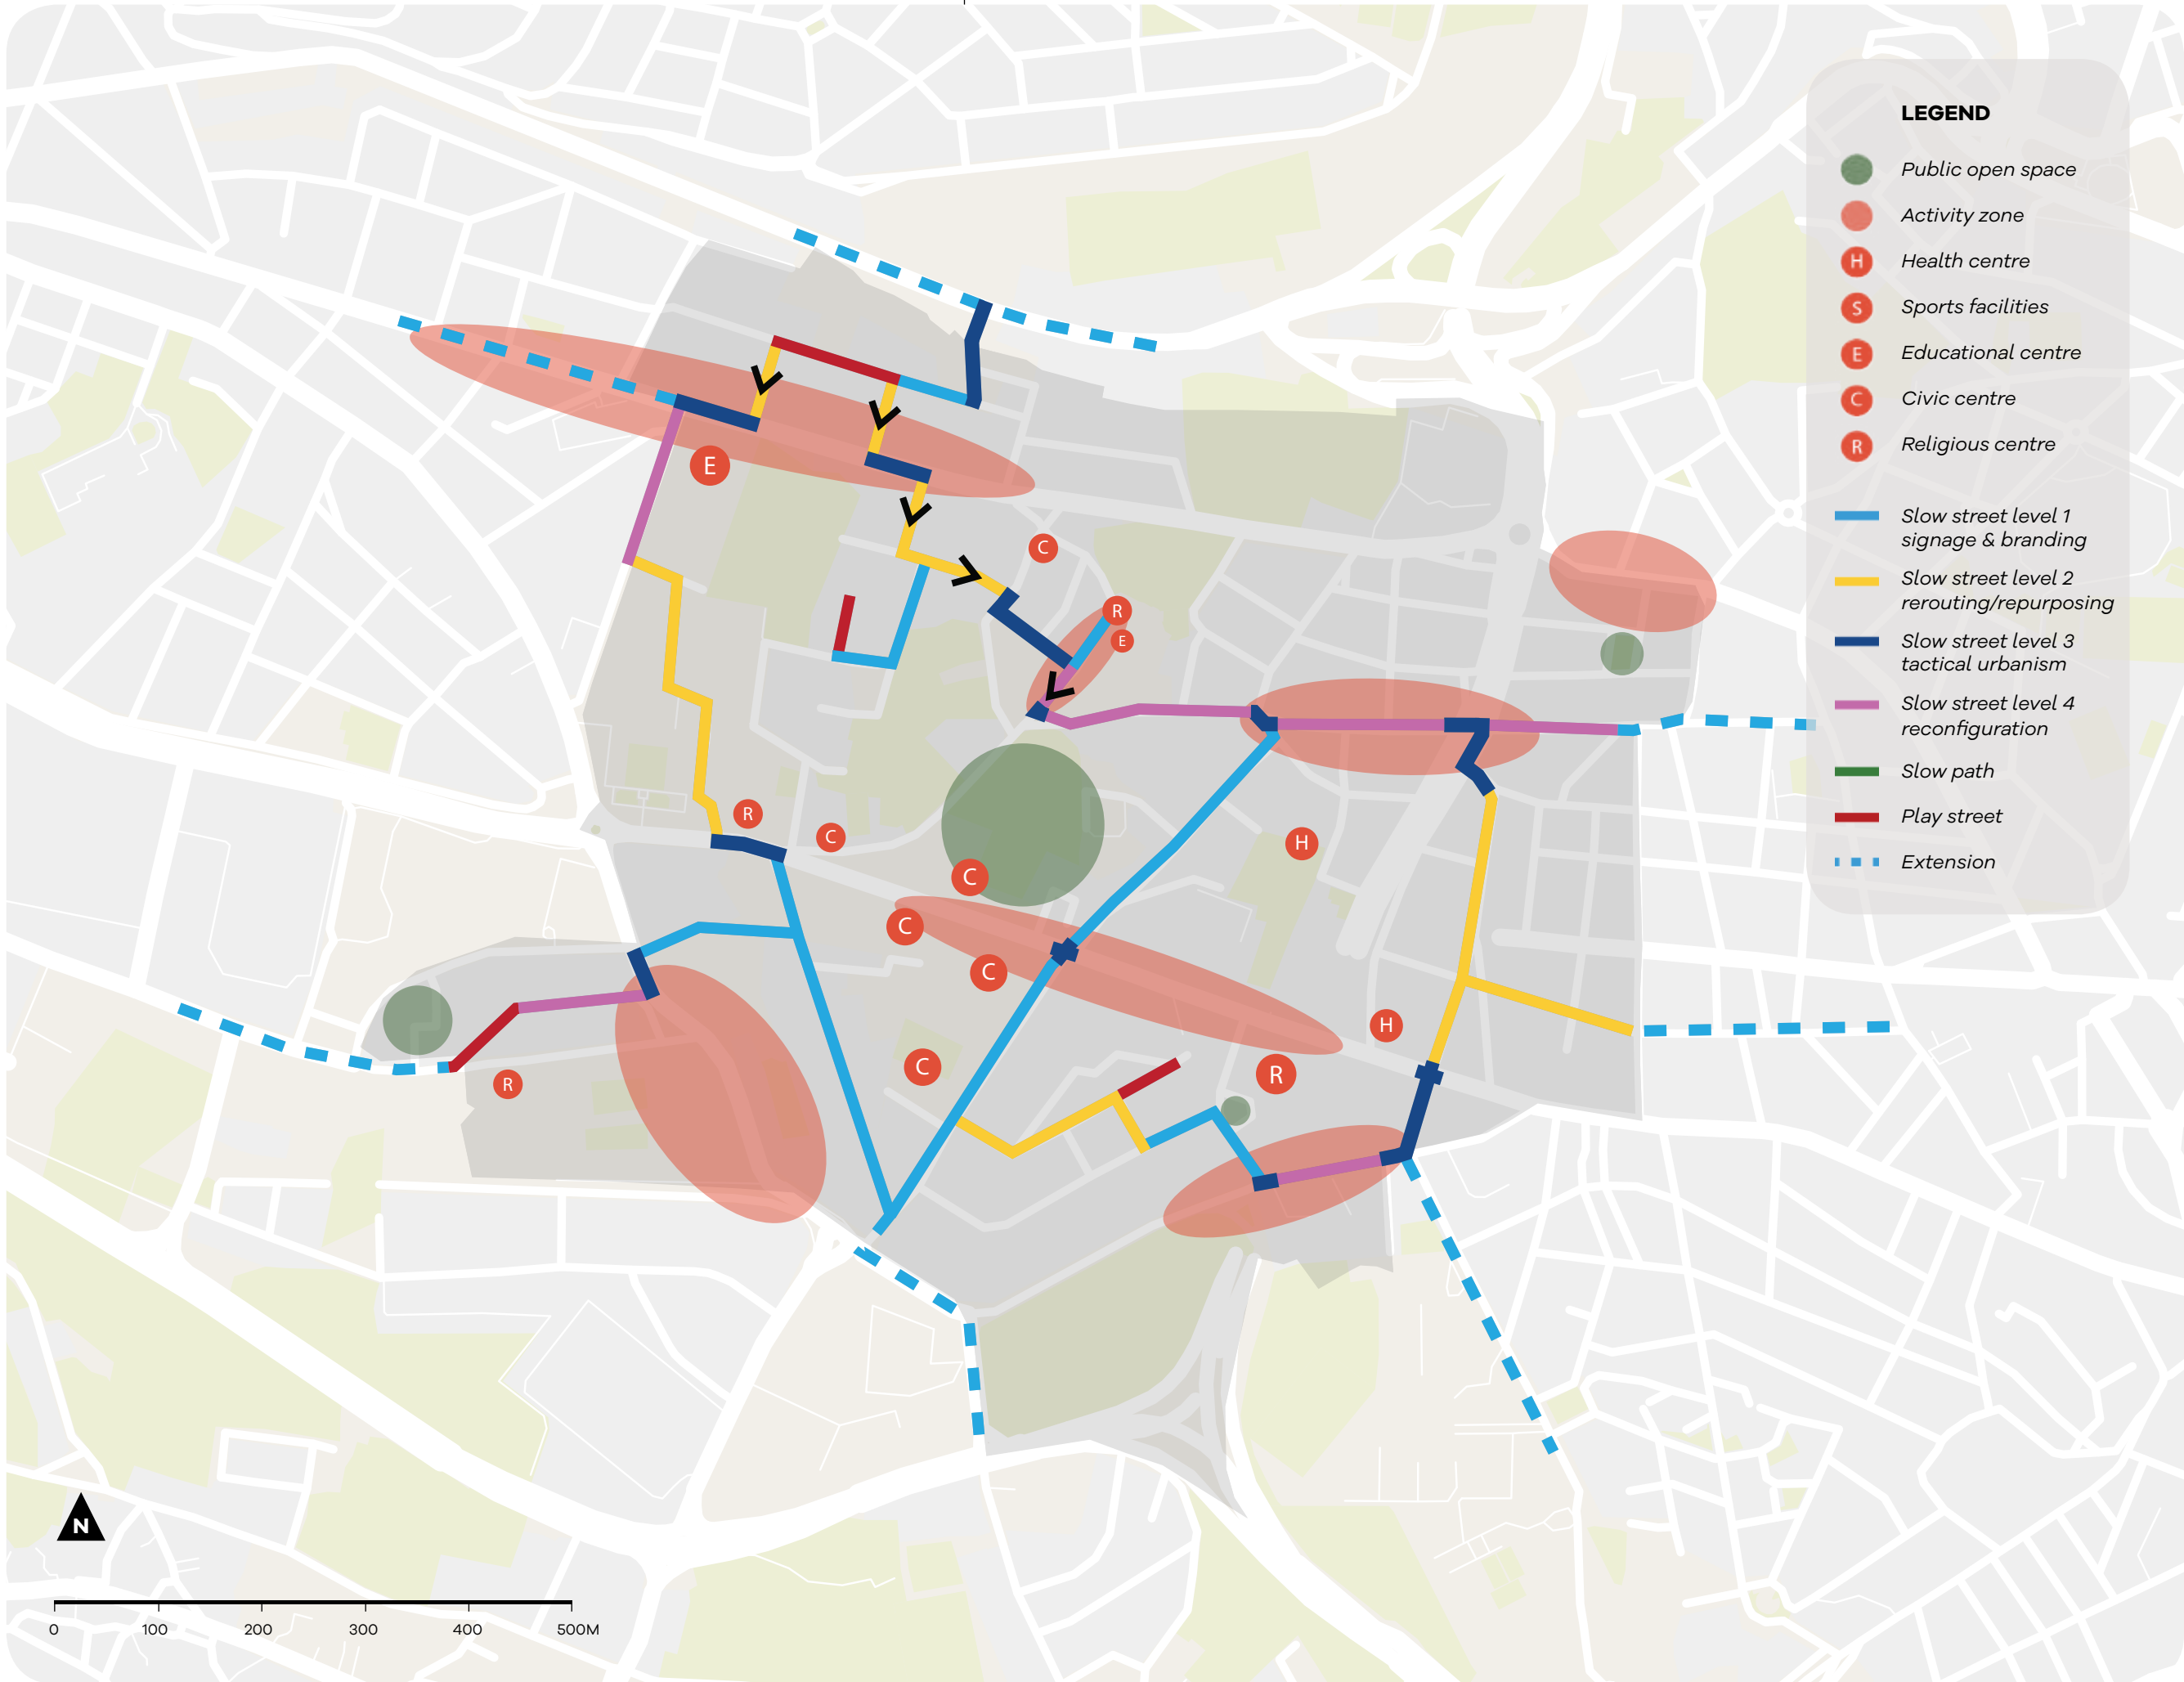 LEGEND
Public open space
Activity zone
H Health centre
S Sports facilities
E Educational centre
C Civic centre
R Religious centre
Slow street level 1
signage & branding
Slow street level 2
rerouting/repurposing
Slow street level 3
tactical urbanism
Slow street level 4
reconfiguration
Slow path
Play street
Extension
E
C
R
E
R
C
H
C
C
C
H
C
R
R
N
0 100 200 300 400 500M